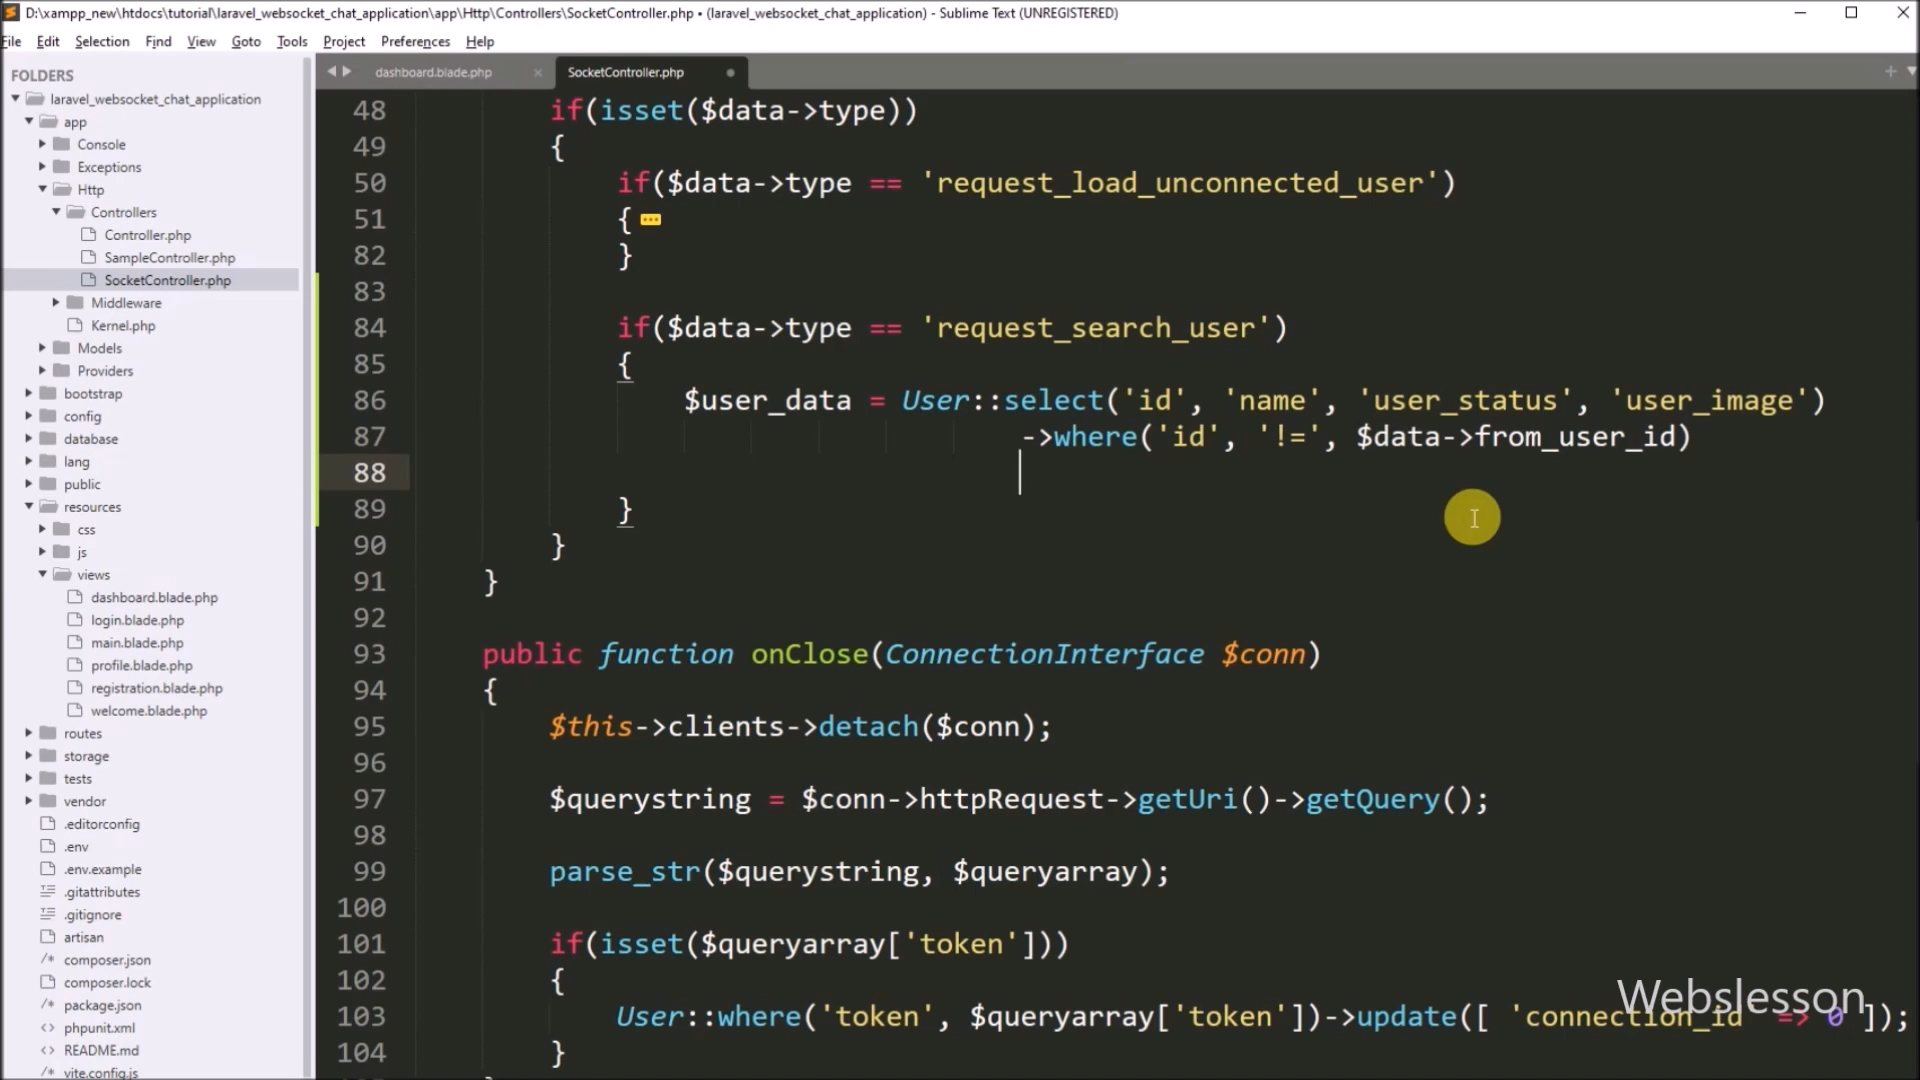 D:\xampp_new\htdocs\tutorial\laravel_websocket_chat_application\app\Http\Controllers\SocketController.php • (laravel_websocket_chat_application) - Sublime Text (UNREGISTERED)
File Edit Selection Find View Goto Tools Project Preferences Help
FOLDERS
laravel_websocket_chat_application
app
Console
Exceptions
Http
Controllers
Controller.php
SampleController.php
SocketController.php
Middleware
Kernel.php
Models
Providers
bootstrap
config
database
lang
public
resources
css
js
views
dashboard.blade.php
login.blade.php
main.blade.php
profile.blade.php
registration.blade.php
welcome.blade.php
routes
storage
tests
vendor
.editorconfig
.env
.env.example
.gitattributes
.gitignore
artisan
/* composer.json
composer.lock
/* package.json
<> phpunit.xml
<> README.md
/* vite.config.js
dashboard.blade.php × SocketController.php
48 if(isset($data->type))
49 {
50 if($data->type == 'request_load_unconnected_user')
51 {
82 }
83
84 if($data->type == 'request_search_user')
85 {
86 $user_data = User::select('id', 'name', 'user_status', 'user_image')
87 ->where('id', '!=', $data->from_user_id)
88
89 }
90 }
91 }
92
93 public function onClose(ConnectionInterface $conn)
94 {
95 $this->clients->detach($conn);
96
97 $querystring = $conn->httpRequest->getUri()->getQuery();
98
99 parse_str($querystring, $queryarray);
100
101 if(isset($queryarray['token']))
102 {
103 User::where('token', $queryarray['token'])->update([ 'connection_id' => 0 ]);
104 }
Webslesson